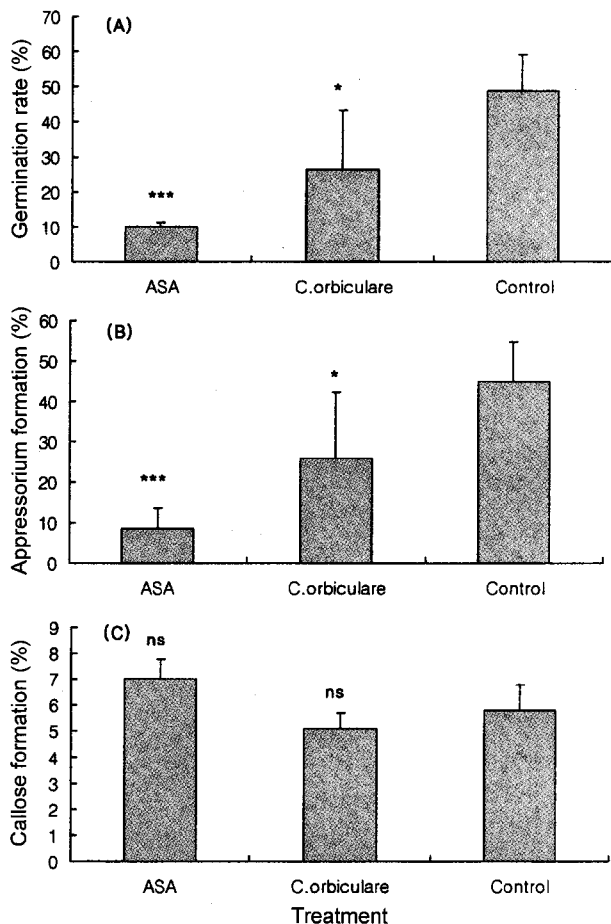 (A)
Germination rate (%)
70
60
50
40
30
20
10
0
***
*
ASA
C.orbiculare
Control
(B)
Appressorium formation (%)
60
50
40
30
20
10
0
***
*
ASA
C.orbiculare
Control
(C)
Callose formation (%)
9
8
7
6
5
4
3
2
1
0
ns
ns
ASA
C.orbiculare
Control
Treatment